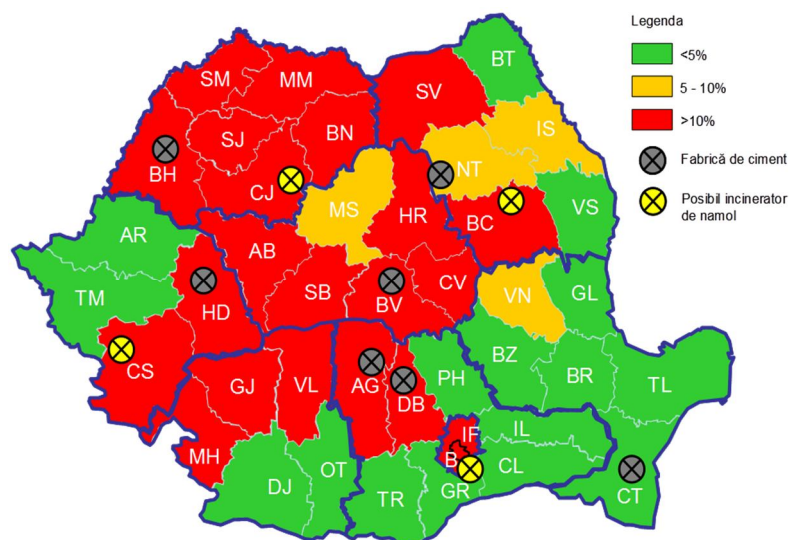 Legenda
<5%
5 - 10%
>10%
Fabrică de ciment
Posibil incinerator
de namol
BT
SM
MM
SV
IS
SJ
BN
BH
NT
CJ
MS
HR
BC
VS
AR
AB
TM
HD
SB
BV
CV
VN
GL
CS
GJ
VL
AG
DB
PH
BZ
BR
TL
MH
IF
IL
B
DJ
OT
TR
GR
CL
CT